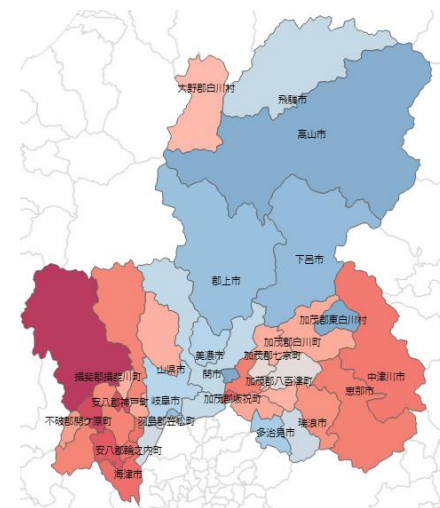 大野郡白川村
飛騨市
高山市
下呂市
郡上市
加茂郡東白川村
加茂郡白川町
美濃市
加茂郡七宗町
山県市
揖斐郡揖斐川町
関市
加茂郡八百津町
中津川市
恵那市
安八郡神戸町
岐阜市
加茂郡坂祝町
不破郡関ケ原町
羽島郡笠松町
瑞浪市
多治見市
安八郡輪之内町
海津市